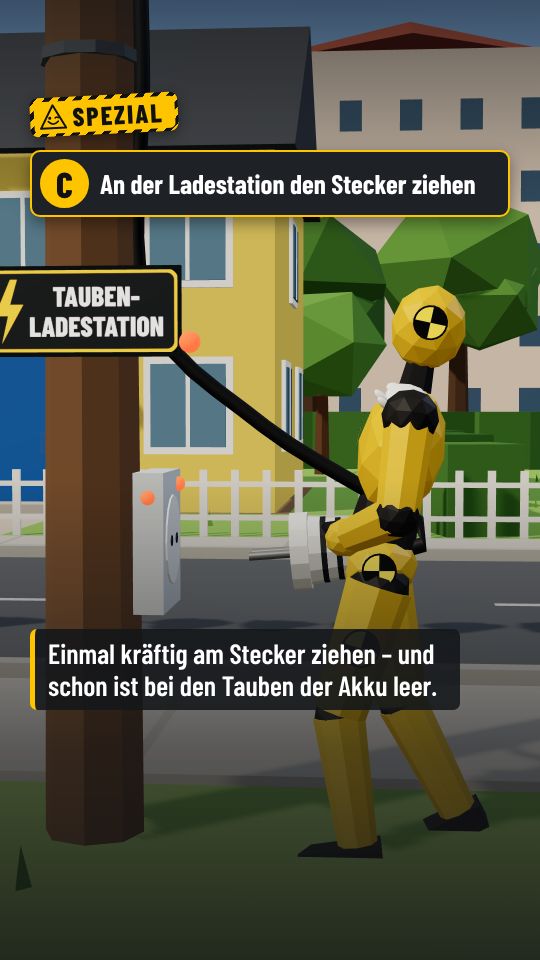 SPEZIAL
C An der Ladestation den Stecker ziehen
TAUBEN-
LADESTATION
Einmal kräftig am Stecker ziehen – und
schon ist bei den Tauben der Akku leer.